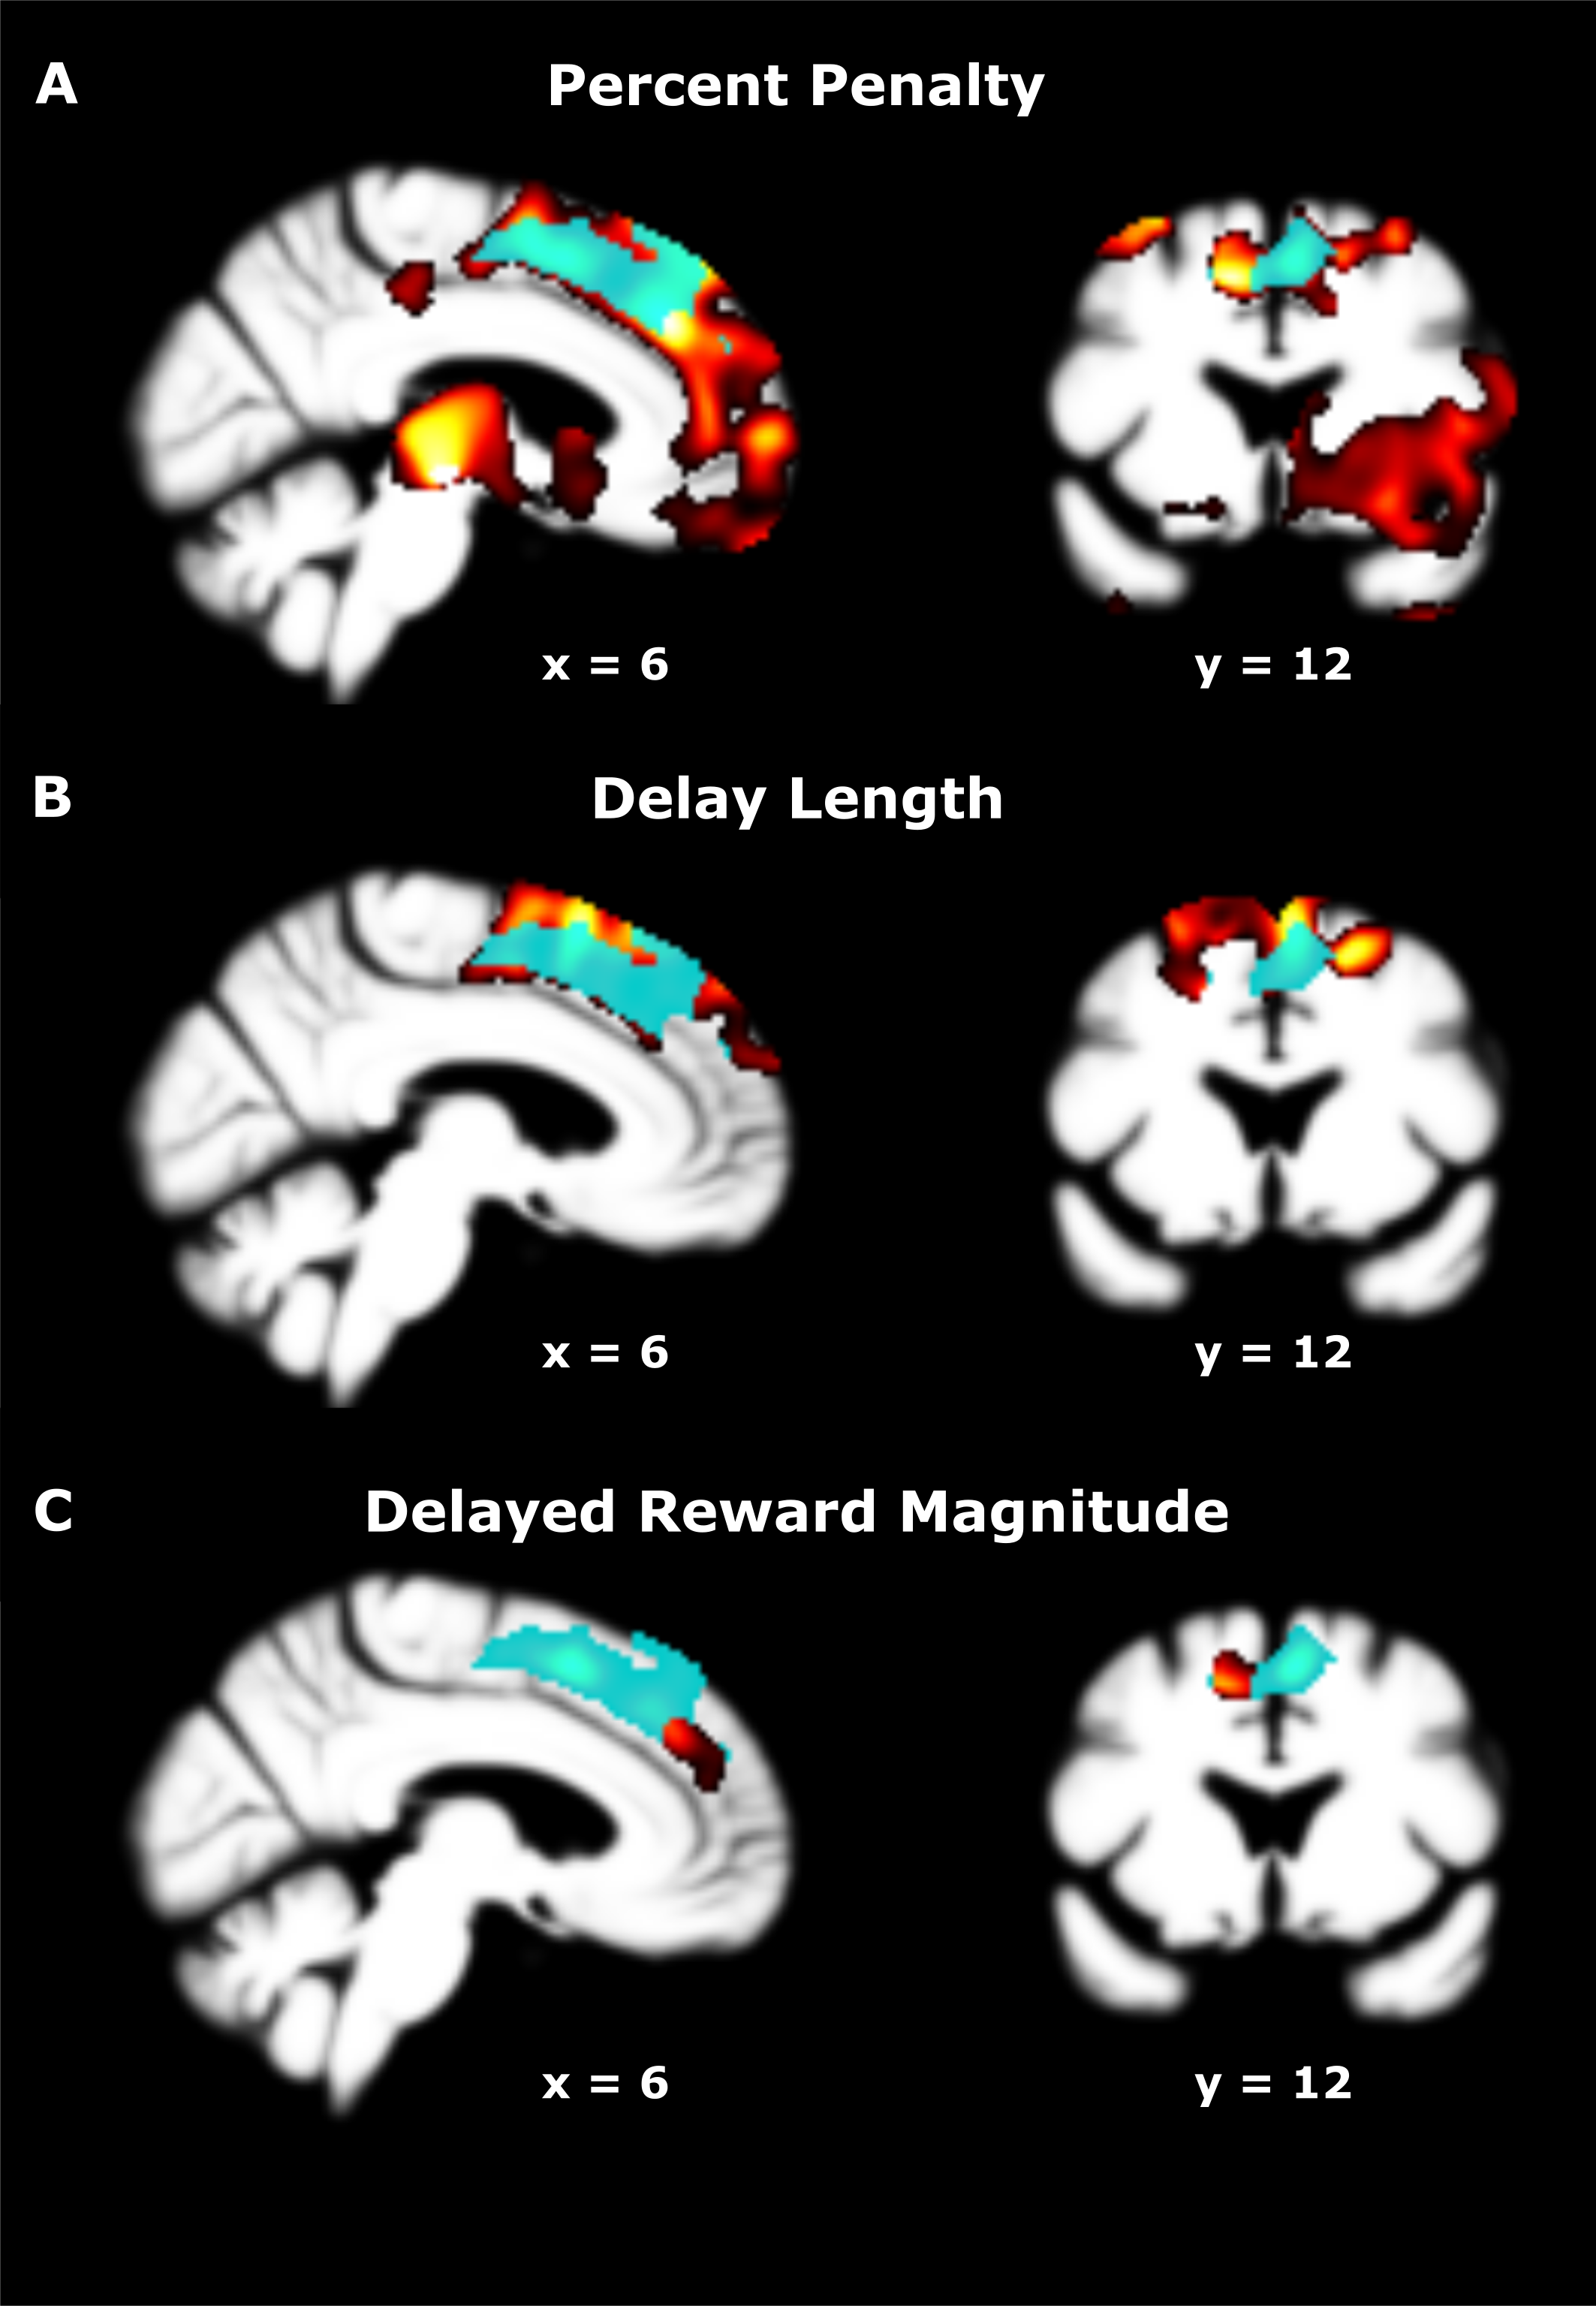 A
Percent Penalty
x = 6
y = 12
B
Delay Length
x = 6
y = 12
C
Delayed Reward Magnitude
x = 6
y = 12